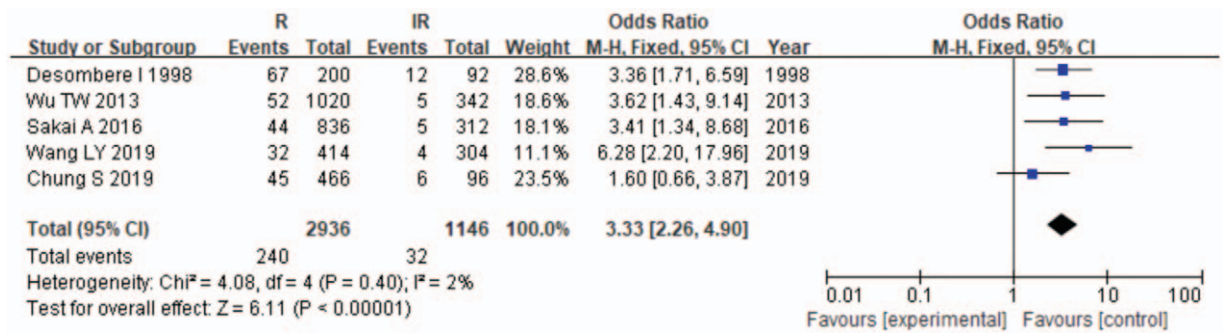 R IR Odds Ratio Odds Ratio
Study or Subgroup Events Total Events Total Weight M-H, Fixed, 95% CI Year M-H, Fixed, 95% CI
Desombere I 1998 67 200 12 92 28.6% 3.36 [1.71, 6.59] 1998
Wu TW 2013 52 1020 5 342 18.6% 3.62 [1.43, 9.14] 2013
Sakai A 2016 44 836 5 312 18.1% 3.41 [1.34, 8.68] 2016
Wang LY 2019 32 414 4 304 11.1% 6.28 [2.20, 17.96] 2019
Chung S 2019 45 466 6 96 23.5% 1.60 [0.66, 3.87] 2019
Total (95% CI) 2936 1146 100.0% 3.33 [2.26, 4.90]
Total events 240 32
Heterogeneity: Chi² = 4.08, df = 4 (P = 0.40); I² = 2%
Test for overall effect: Z = 6.11 (P < 0.00001)
0.01 0.1 1 10 100
Favours [experimental] Favours [control]